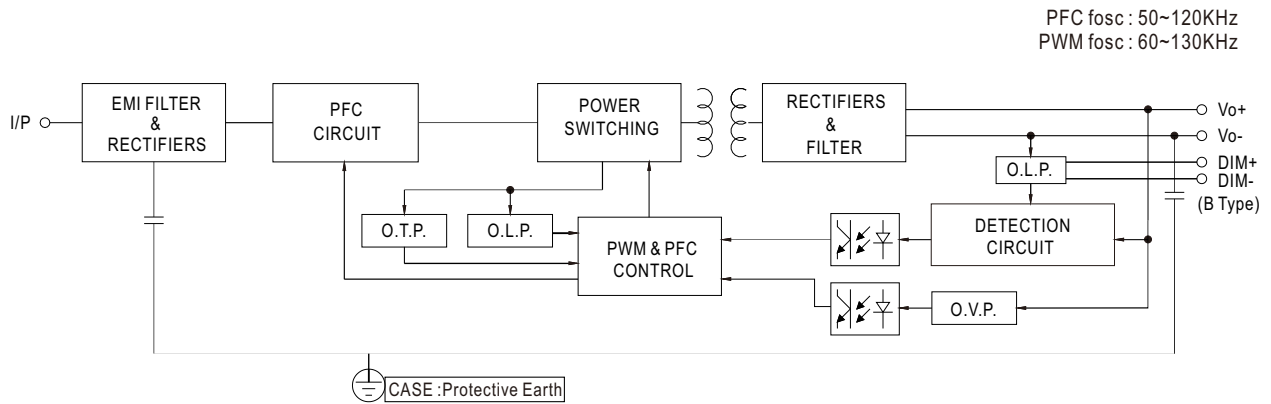 PFC fosc : 50~120KHz
PWM fosc : 60~130KHz
I/P
EMI FILTER
&
RECTIFIERS
PFC
CIRCUIT
POWER
SWITCHING
RECTIFIERS
&
FILTER
Vo+
Vo-
DIM+
DIM-
(B Type)
O.L.P.
O.T.P.
O.L.P.
PWM & PFC
CONTROL
DETECTION
CIRCUIT
O.V.P.
CASE :Protective Earth